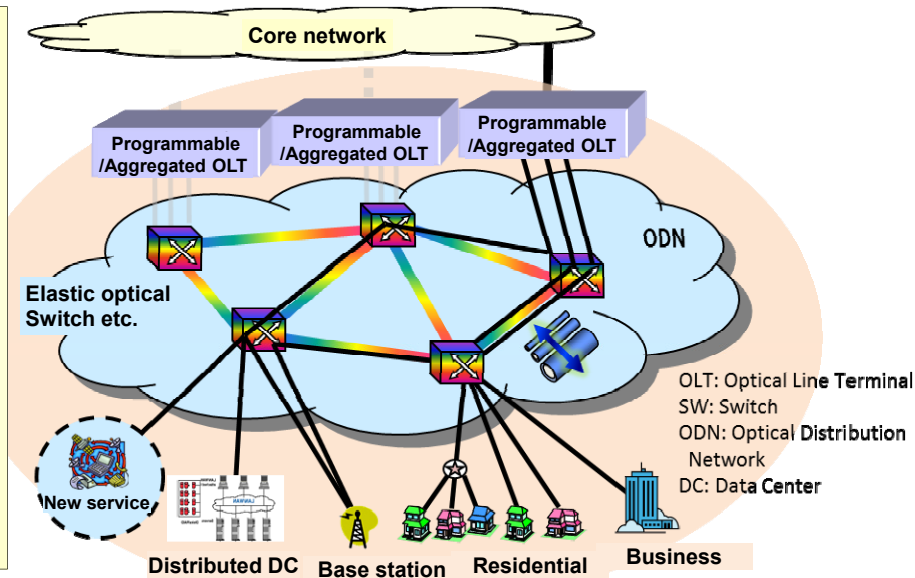 Core network
Programmable
/Aggregated OLT
Programmable
/Aggregated OLT
Programmable
/Aggregated OLT
ODN
Elastic optical
Switch etc.
OLT: Optical Line Terminal
SW: Switch
ODN: Optical Distribution
Network
DC: Data Center
New service
Distributed DC
Base station
Residential
Business